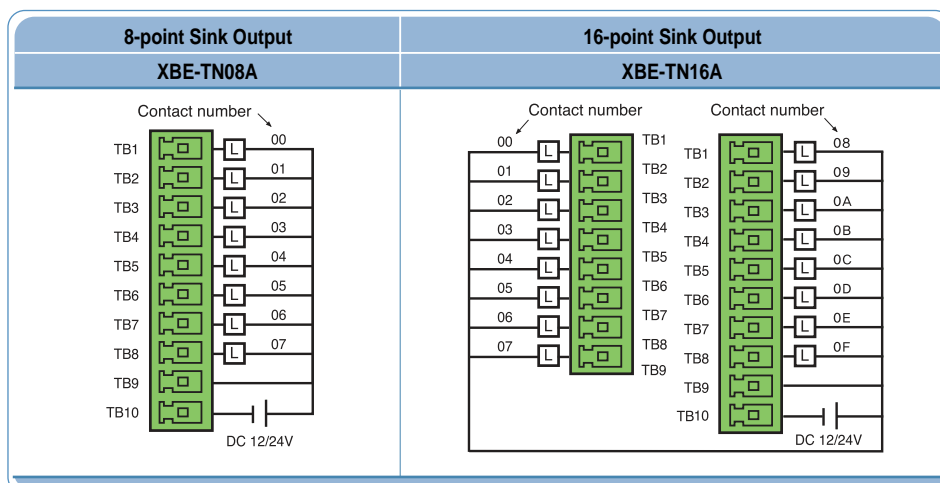 8-point Sink Output
16-point Sink Output
XBE-TN08A
XBE-TN16A
Contact number
TB1 L 00
TB2 L 01
TB3 L 02
TB4 L 03
TB5 L 04
TB6 L 05
TB7 L 06
TB8 L 07
TB9
TB10
DC 12/24V
Contact number
00 L TB1
01 L TB2
02 L TB3
03 L TB4
04 L TB5
05 L TB6
06 L TB7
07 L TB8
TB9
Contact number
TB1 L 08
TB2 L 09
TB3 L 0A
TB4 L 0B
TB5 L 0C
TB6 L 0D
TB7 L 0E
TB8 L 0F
TB9
TB10
DC 12/24V